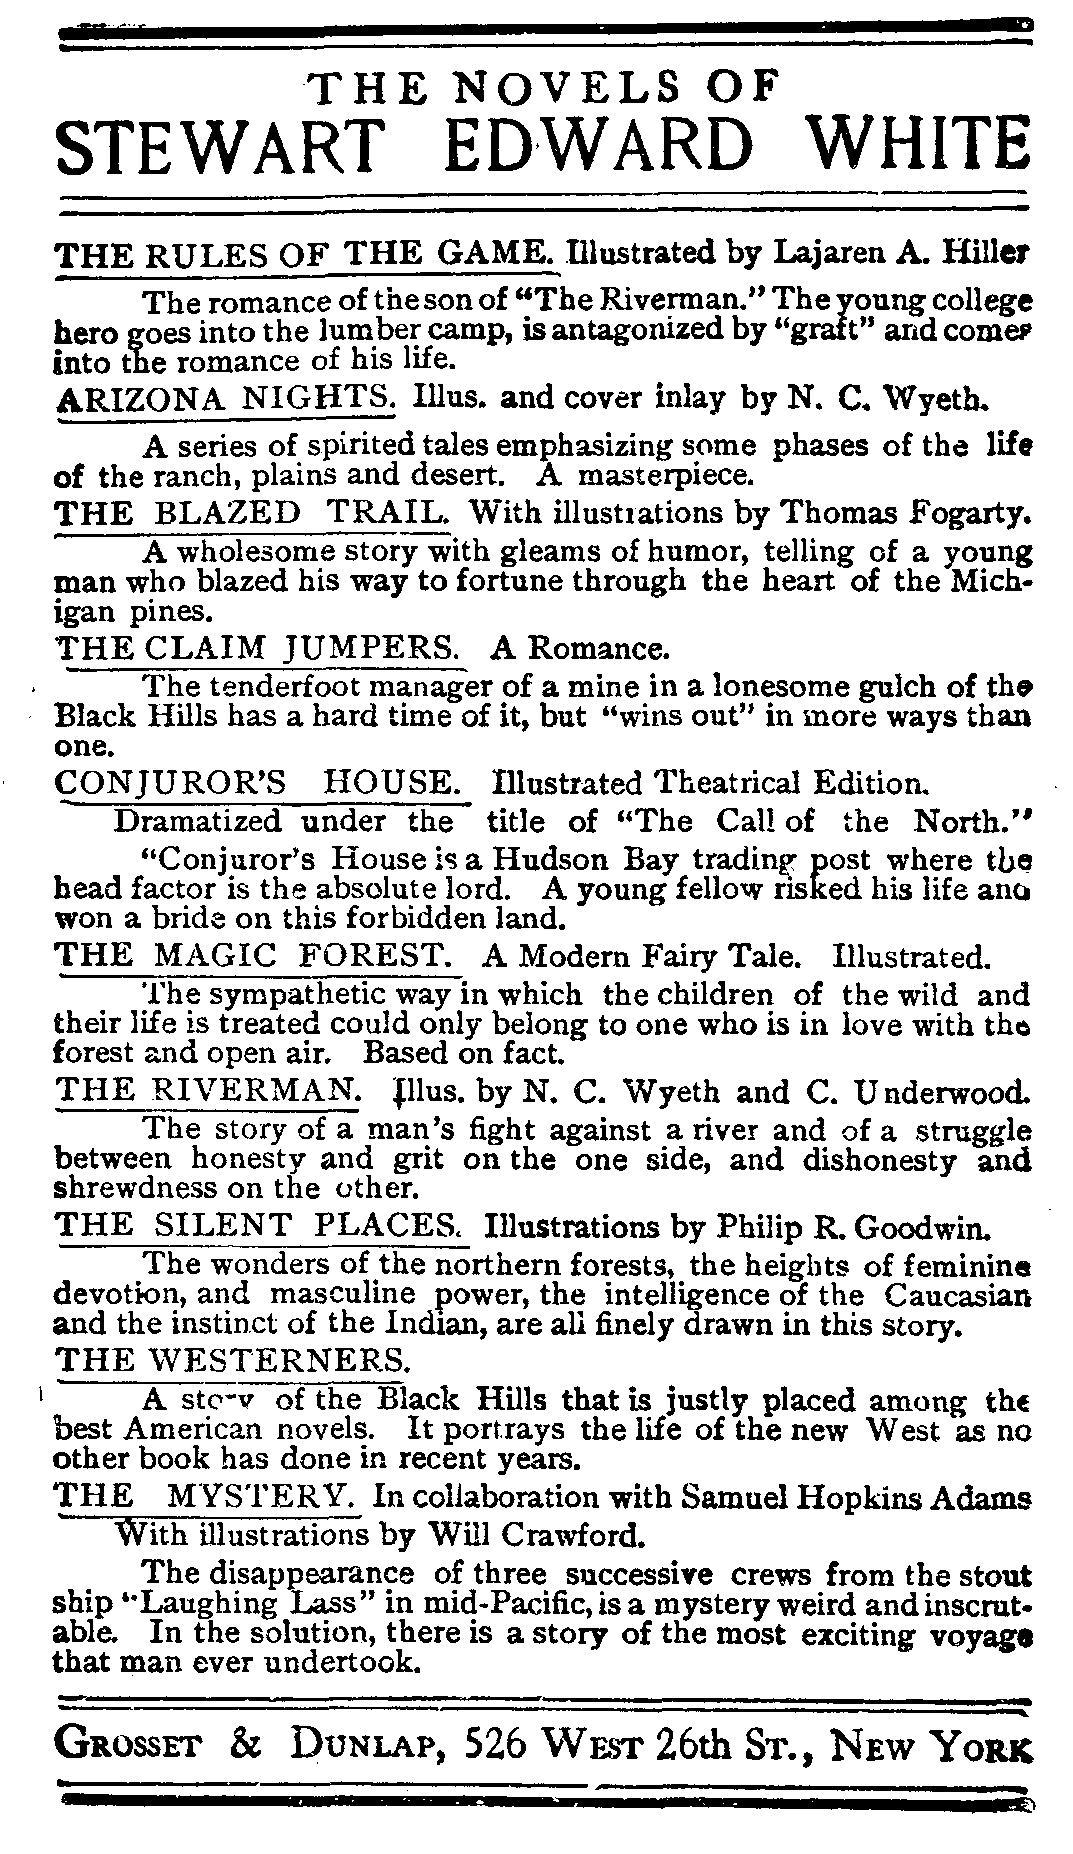 THE NOVELS OF
STEWART EDWARD WHITE
THE RULES OF THE GAME. Illustrated by Lajaren A. Hiller
The romance of the son of "The Riverman." The young college
hero goes into the lumber camp, is antagonized by "graft" and comes
into the romance of his life.
ARIZONA NIGHTS. Illus. and cover inlay by N. C. Wyeth.
A series of spirited tales emphasizing some phases of the life
of the ranch, plains and desert. A masterpiece.
THE BLAZED TRAIL. With illustrations by Thomas Fogarty.
A wholesome story with gleams of humor, telling of a young
man who blazed his way to fortune through the heart of the Mich-
igan pines.
THE CLAIM JUMPERS. A Romance.
The tenderfoot manager of a mine in a lonesome gulch of the
Black Hills has a hard time of it, but "wins out" in more ways than
one.
CONJUROR'S HOUSE. Illustrated Theatrical Edition.
Dramatized under the title of "The Call of the North."
"Conjuror's House is a Hudson Bay trading post where the
head factor is the absolute lord. A young fellow risked his life and
won a bride on this forbidden land.
THE MAGIC FOREST. A Modern Fairy Tale. Illustrated.
The sympathetic way in which the children of the wild and
their life is treated could only belong to one who is in love with the
forest and open air. Based on fact.
THE RIVERMAN. Illus. by N. C. Wyeth and C. Underwood.
The story of a man's fight against a river and of a struggle
between honesty and grit on the one side, and dishonesty and
shrewdness on the other.
THE SILENT PLACES. Illustrations by Philip R. Goodwin.
The wonders of the northern forests, the heights of feminine
devotion, and masculine power, the intelligence of the Caucasian
and the instinct of the Indian, are all finely drawn in this story.
THE WESTERNERS.
A story of the Black Hills that is justly placed among the
best American novels. It portrays the life of the new West as no
other book has done in recent years.
THE MYSTERY. In collaboration with Samuel Hopkins Adams
With illustrations by Will Crawford.
The disappearance of three successive crews from the stout
ship "Laughing Lass" in mid-Pacific, is a mystery weird and inscrut-
able. In the solution, there is a story of the most exciting voyage
that man ever undertook.
GROSSET & DUNLAP, 526 WEST 26th ST., NEW YORK